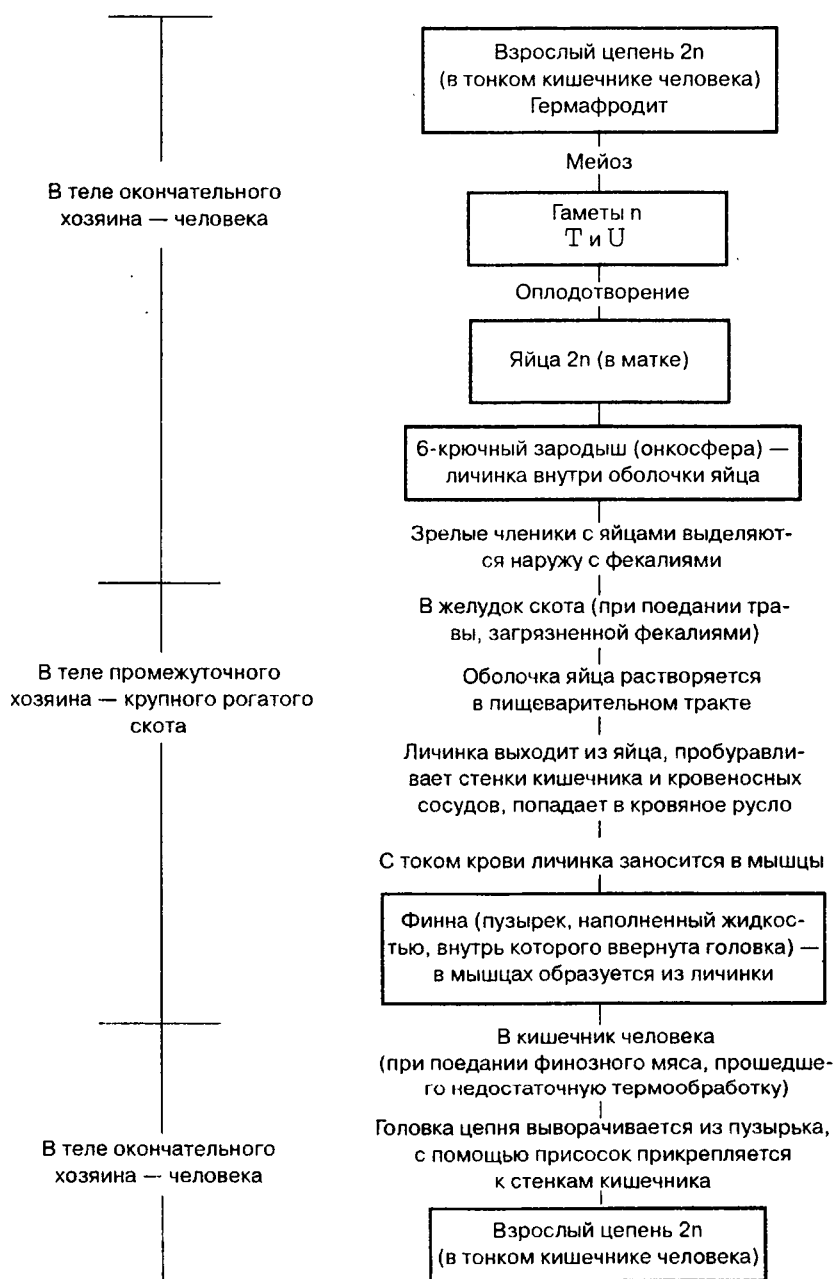 Взрослый цепень 2n
(в тонком кишечнике человека)
Гермафродит
Мейоз
В теле окончательного
хозяина — человека
Гаметы n
T и U
Оплодотворение
Яйца 2n (в матке)
6-крючный зародыш (онкосфера) —
личинка внутри оболочки яйца
Зрелые членики с яйцами выделяют-
ся наружу с фекалиями
В желудок скота (при поедании тра-
вы, загрязненной фекалиями)
В теле промежуточного
хозяина — крупного рогатого
скота
Оболочка яйца растворяется
в пищеварительном тракте
Личинка выходит из яйца, пробуравли-
вает стенки кишечника и кровеносных
сосудов, попадает в кровяное русло
С током крови личинка заносится в мышцы
Финна (пузырек, наполненный жидкос-
тью, внутрь которого ввернута головка) —
в мышцах образуется из личинки
В кишечник человека
(при поедании финозного мяса, прошедше-
го недостаточную термообработку)
В теле окончательного
хозяина — человека
Головка цепня выворачивается из пузырька,
с помощью присосок прикрепляется
к стенкам кишечника
Взрослый цепень 2n
(в тонком кишечнике человека)